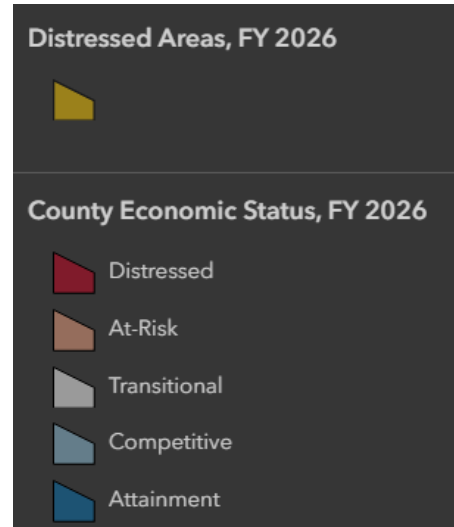 Distressed Areas, FY 2026
County Economic Status, FY 2026
Distressed
At-Risk
Transitional
Competitive
Attainment